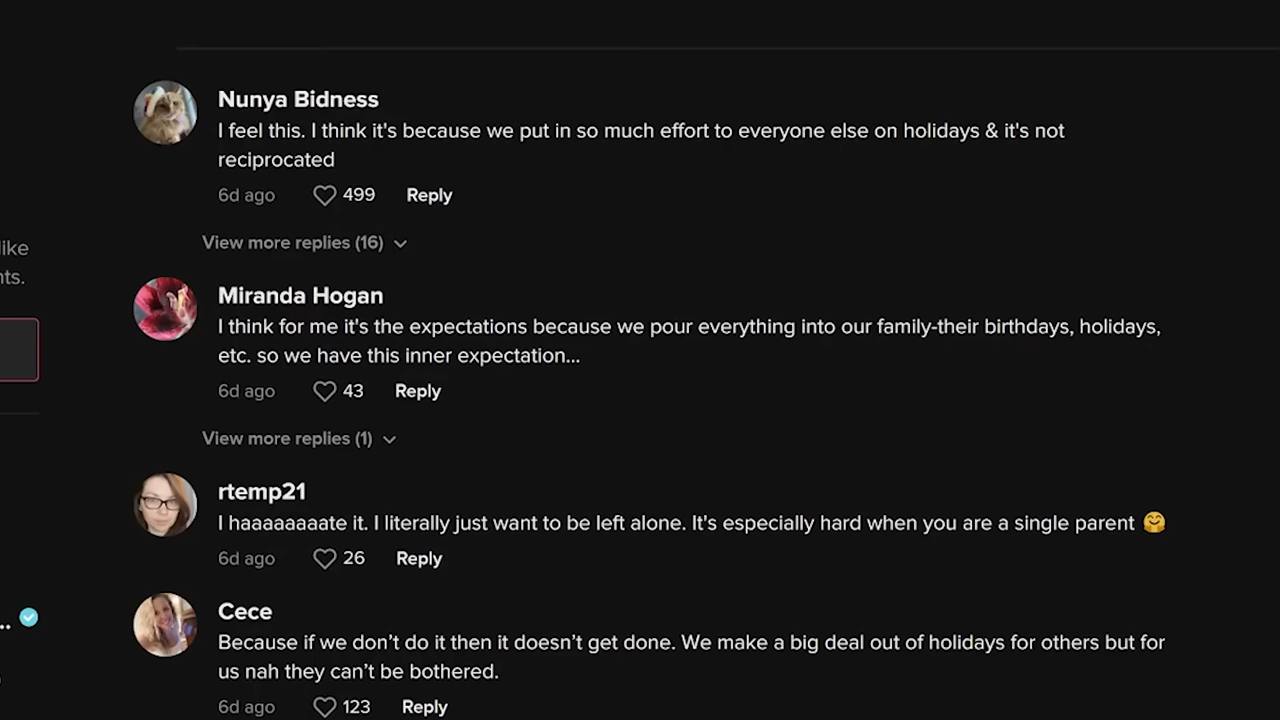 Nunya Bidness
I feel this. I think it's because we put in so much effort to everyone else on holidays & it's not
reciprocated
6d ago 499 Reply
like
View more replies (16)
nts.
Miranda Hogan
I think for me it's the expectations because we pour everything into our family-their birthdays, holidays,
etc. so we have this inner expectation...
6d ago 43 Reply
View more replies (1)
rtemp21
I haaaaaaaate it. I literally just want to be left alone. It's especially hard when you are a single parent 🤗
6d ago 26 Reply
Cece
..
Because if we don’t do it then it doesn’t get done. We make a big deal out of holidays for others but for
us nah they can’t be bothered.
6d ago 123 Reply